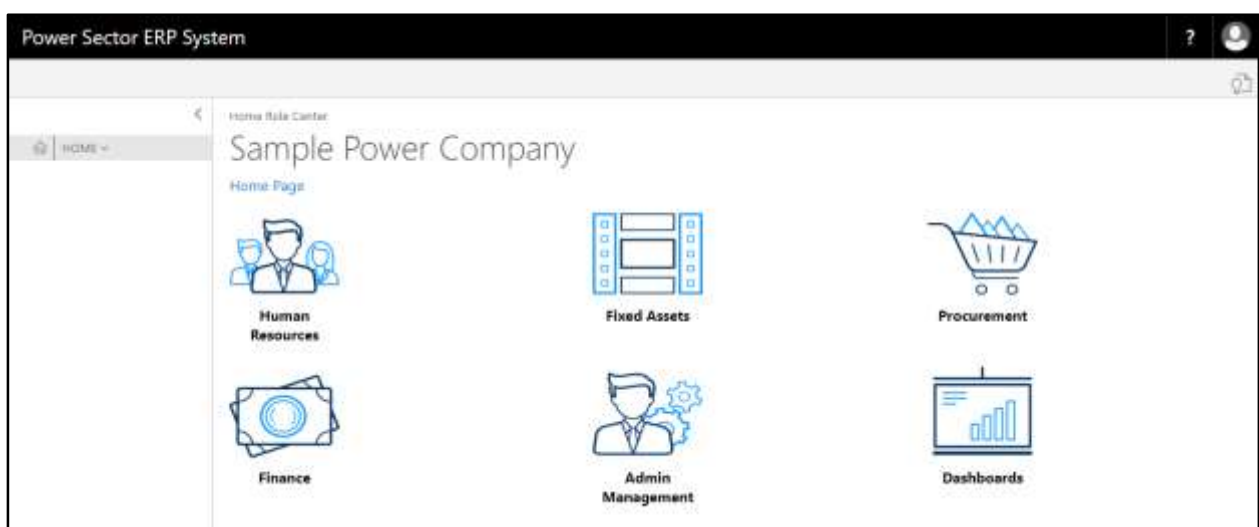 Power Sector ERP System
?
Home Role Center
HOME
Sample Power Company
Home Page
Human
Resources
Fixed Assets
Procurement
Finance
Admin
Management
Dashboards